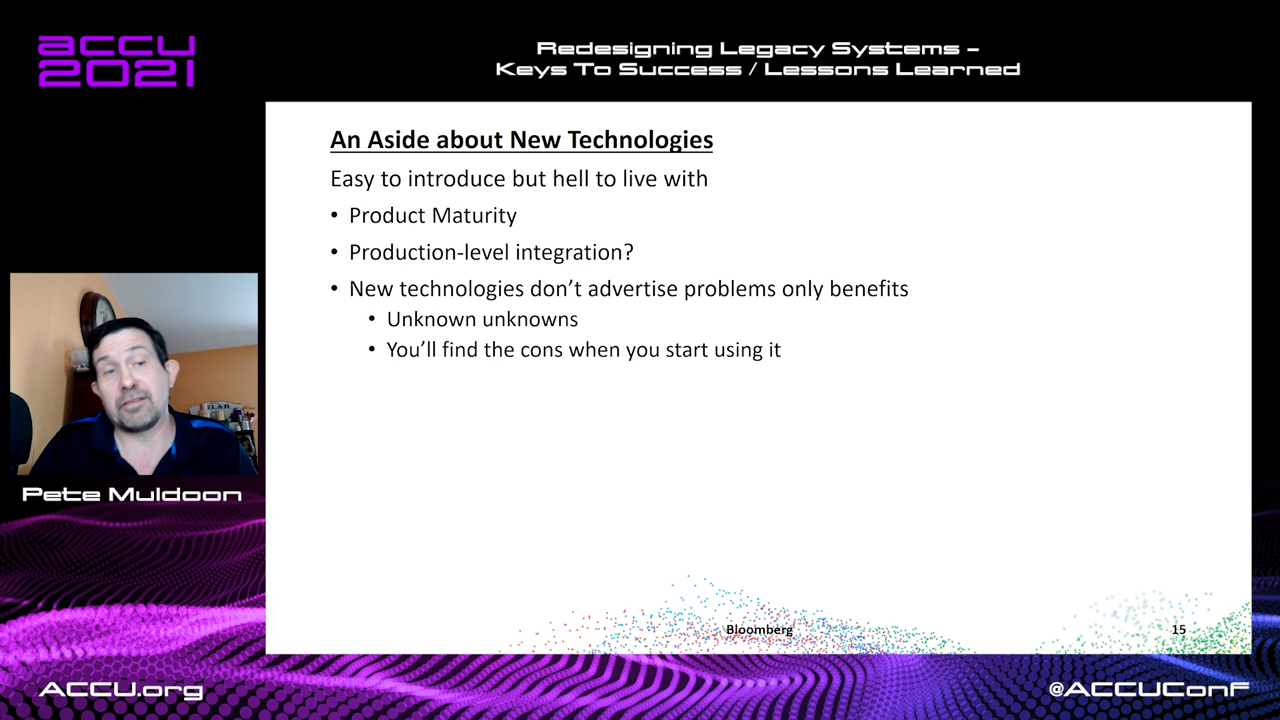 accu
2021
Redesigning Legacy Systems –
Keys To Success / Lessons Learned
An Aside about New Technologies
Easy to introduce but hell to live with
• Product Maturity
• Production-level integration?
• New technologies don’t advertise problems only benefits
• Unknown unknowns
• You’ll find the cons when you start using it
Pete Muldoon
Bloomberg
15
ACCU.org
@ACCUConf